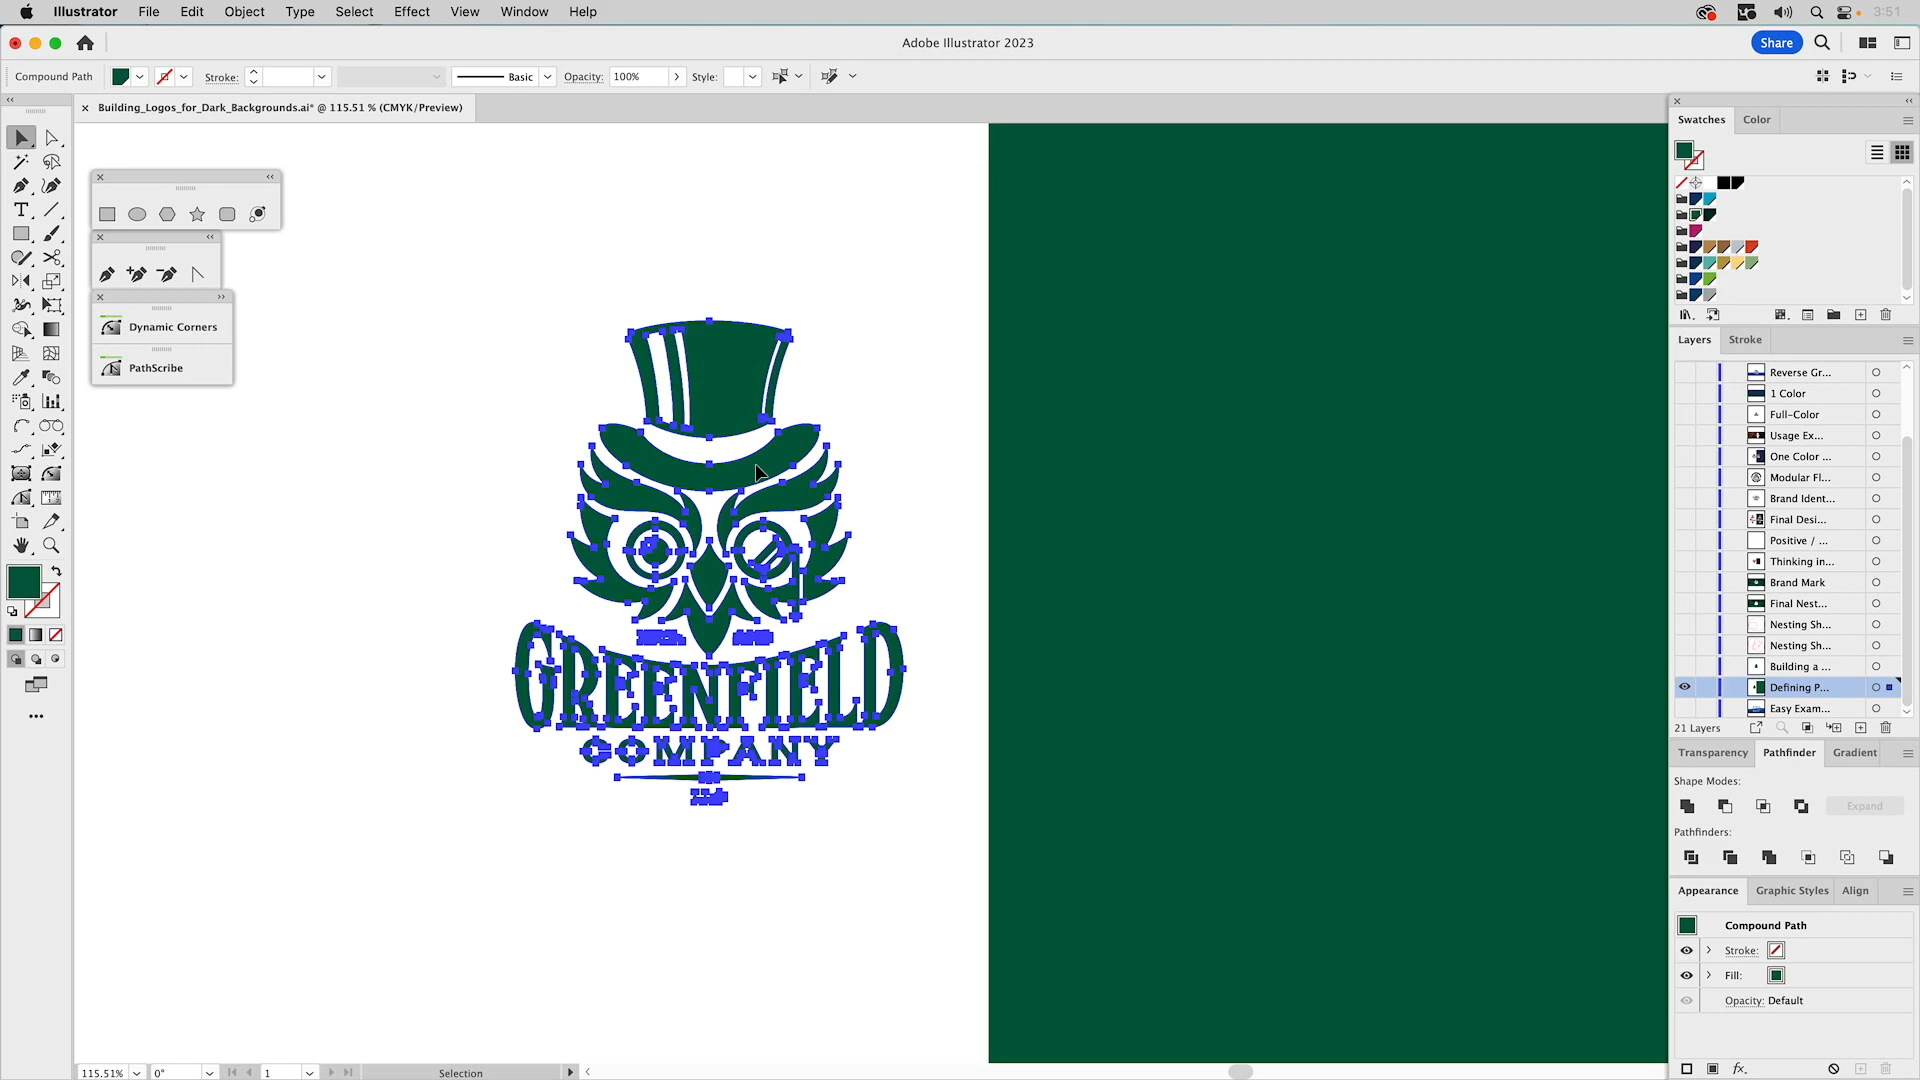 Illustrator File Edit Object Type Select Effect View Window Help 3:51
Adobe Illustrator 2023
Share
Compound Path Stroke: Basic Opacity: 100% Style:
Building_Logos_for_Dark_Backgrounds.ai* @ 115.51 % (CMYK/Preview)
Swatches Color
Dynamic Corners
PathScribe
Layers Stroke
Reverse Gr...
1 Color
Full-Color
Usage Ex...
One Color ...
Modular Fl...
Brand Ident...
Final Desi...
Positive / ...
Thinking in...
Brand Mark
Final Nest...
Nesting Sh...
Nesting Sh...
Building a ...
Defining P...
Easy Exam...
21 Layers
GREENFIELD
COMPANY
Transparency Pathfinder Gradient
Shape Modes:
Expand
Pathfinders:
Appearance Graphic Styles Align
Compound Path
Stroke:
Fill:
Opacity: Default
fx.
115.51% 0° 1 Selection